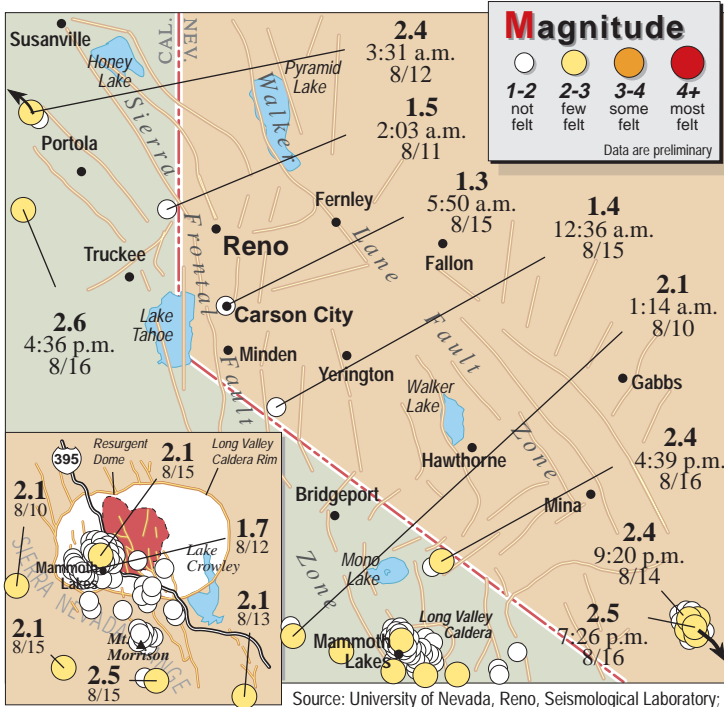 Susanville
CAL.
NEV.
Honey
Lake
2.4
3:31 a.m.
8/12
Pyramid
Lake
Magnitude
1-2
not
felt
2-3
few
felt
3-4
some
felt
4+
most
felt
Data are preliminary
1.5
2:03 a.m.
8/11
Portola
Sierra
Frontal
Fault
Zone
Walker
Lane
Fault
Zone
1.3
5:50 a.m.
8/15
1.4
12:36 a.m.
8/15
Fernley
Reno
Fallon
Truckee
2.1
1:14 a.m.
8/10
2.6
4:36 p.m.
8/16
Lake
Tahoe
Carson City
Minden
Yerington
Gabbs
Walker
Lake
Hawthorne
2.4
4:39 p.m.
8/16
Mina
Bridgeport
Mono
Lake
2.4
9:20 p.m.
8/14
2.5
7:26 p.m.
8/16
Long Valley
Caldera
Mammoth
Lakes
395
Resurgent
Dome
2.1
8/15
Long Valley
Caldera Rim
2.1
8/10
1.7
8/12
Lake
Crowley
Mammoth
Lakes
SIERRA NEVADA RANGE
2.1
8/13
2.1
8/15
Mt.
Morrison
2.5
8/15
Source: University of Nevada, Reno, Seismological Laboratory;